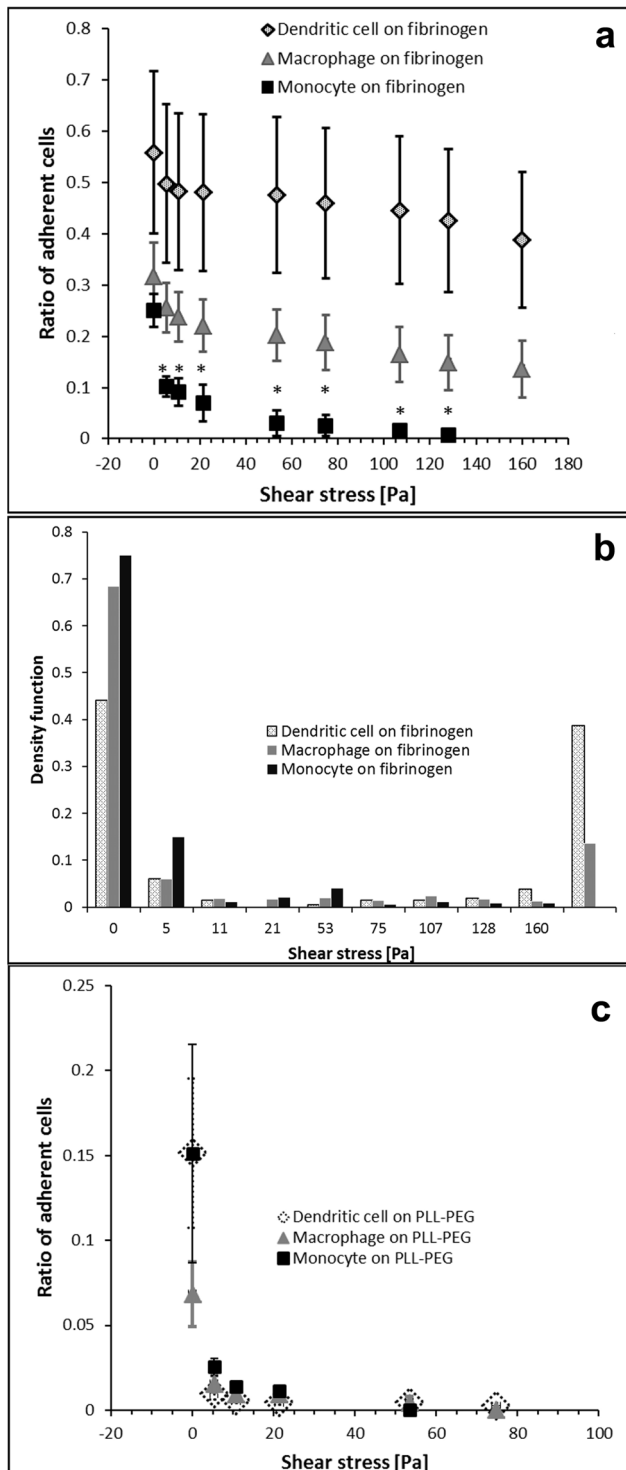 a
Dendritic cell on fibrinogen
Macrophage on fibrinogen
Monocyte on fibrinogen
Ratio of adherent cells
0.8
0.7
0.6
0.5
0.4
0.3
0.2
0.1
0
* * * * * * *
-20 0 20 40 60 80 100 120 140 160 180
Shear stress [Pa]
b
Density function
0.8
0.7
0.6
0.5
0.4
0.3
0.2
0.1
0
Dendritic cell on fibrinogen
Macrophage on fibrinogen
Monocyte on fibrinogen
0 5 11 21 53 75 107 128 160
Shear stress [Pa]
c
Ratio of adherent cells
0.25
0.2
0.15
0.1
0.05
0
Dendritic cell on PLL-PEG
Macrophage on PLL-PEG
Monocyte on PLL-PEG
-20 0 20 40 60 80 100
Shear stress [Pa]